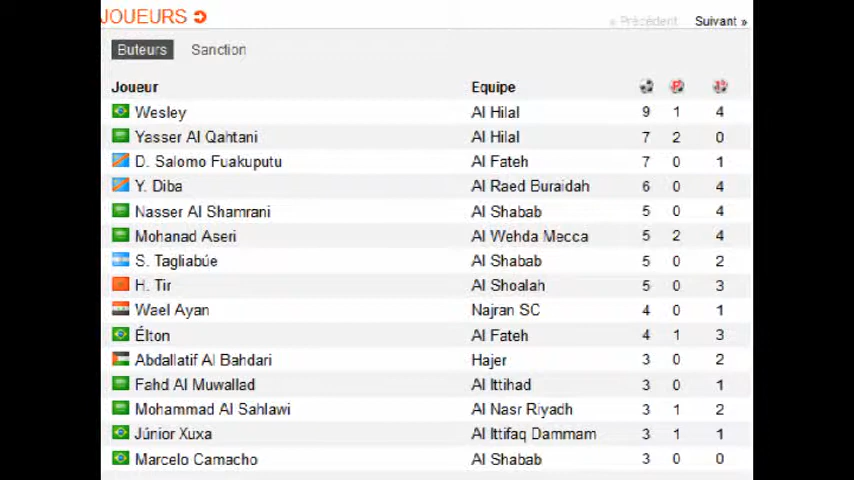 JOUEURS
« Précédent Suivant »
Buteurs Sanction
Joueur Equipe
Wesley Al Hilal 9 1 4
Yasser Al Qahtani Al Hilal 7 2 0
D. Salomo Fuakuputu Al Fateh 7 0 1
Y. Diba Al Raed Buraidah 6 0 4
Nasser Al Shamrani Al Shabab 5 0 4
Mohanad Aseri Al Wehda Mecca 5 2 4
S. Tagliabúe Al Shabab 5 0 2
H. Tir Al Shoalah 5 0 3
Wael Ayan Najran SC 4 0 1
Élton Al Fateh 4 1 3
Abdallatif Al Bahdari Hajer 3 0 2
Fahd Al Muwallad Al Ittihad 3 0 1
Mohammad Al Sahlawi Al Nasr Riyadh 3 1 2
Júnior Xuxa Al Ittifaq Dammam 3 1 1
Marcelo Camacho Al Shabab 3 0 0